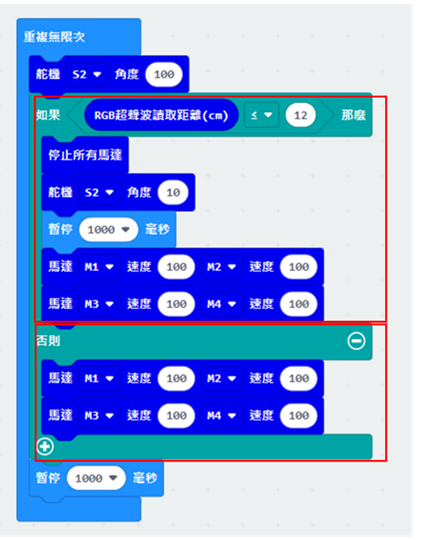 重複無限次
舵機 S2 角度 100
如果 RGB超聲波讀取距離(cm) ≤ 12 那麼
停止所有馬達
舵機 S2 角度 10
暫停 1000 毫秒
馬達 M1 速度 100 M2 速度 100
馬達 M3 速度 100 M4 速度 100
否則
馬達 M1 速度 100 M2 速度 100
馬達 M3 速度 100 M4 速度 100
暫停 1000 毫秒